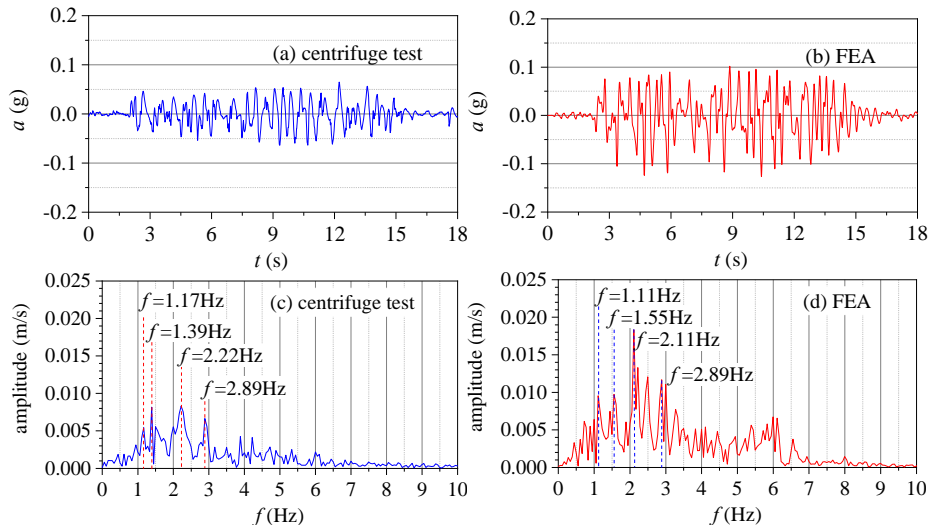 0.2
0.1
0.0
-0.1
-0.2
a (g)
(a) centrifuge test
0 3 6 9 12 15 18
t (s)
0.2
0.1
0.0
-0.1
-0.2
a (g)
(b) FEA
0 3 6 9 12 15 18
t (s)
0.025
0.020
0.015
0.010
0.005
0.000
amplitude (m/s)
(c) centrifuge test
f=1.17Hz
f=1.39Hz
f=2.22Hz
f=2.89Hz
0 1 2 3 4 5 6 7 8 9 10
f (Hz)
0.025
0.020
0.015
0.010
0.005
0.000
amplitude (m/s)
(d) FEA
f=1.11Hz
f=1.55Hz
f=2.11Hz
f=2.89Hz
0 1 2 3 4 5 6 7 8 9 10
f (Hz)